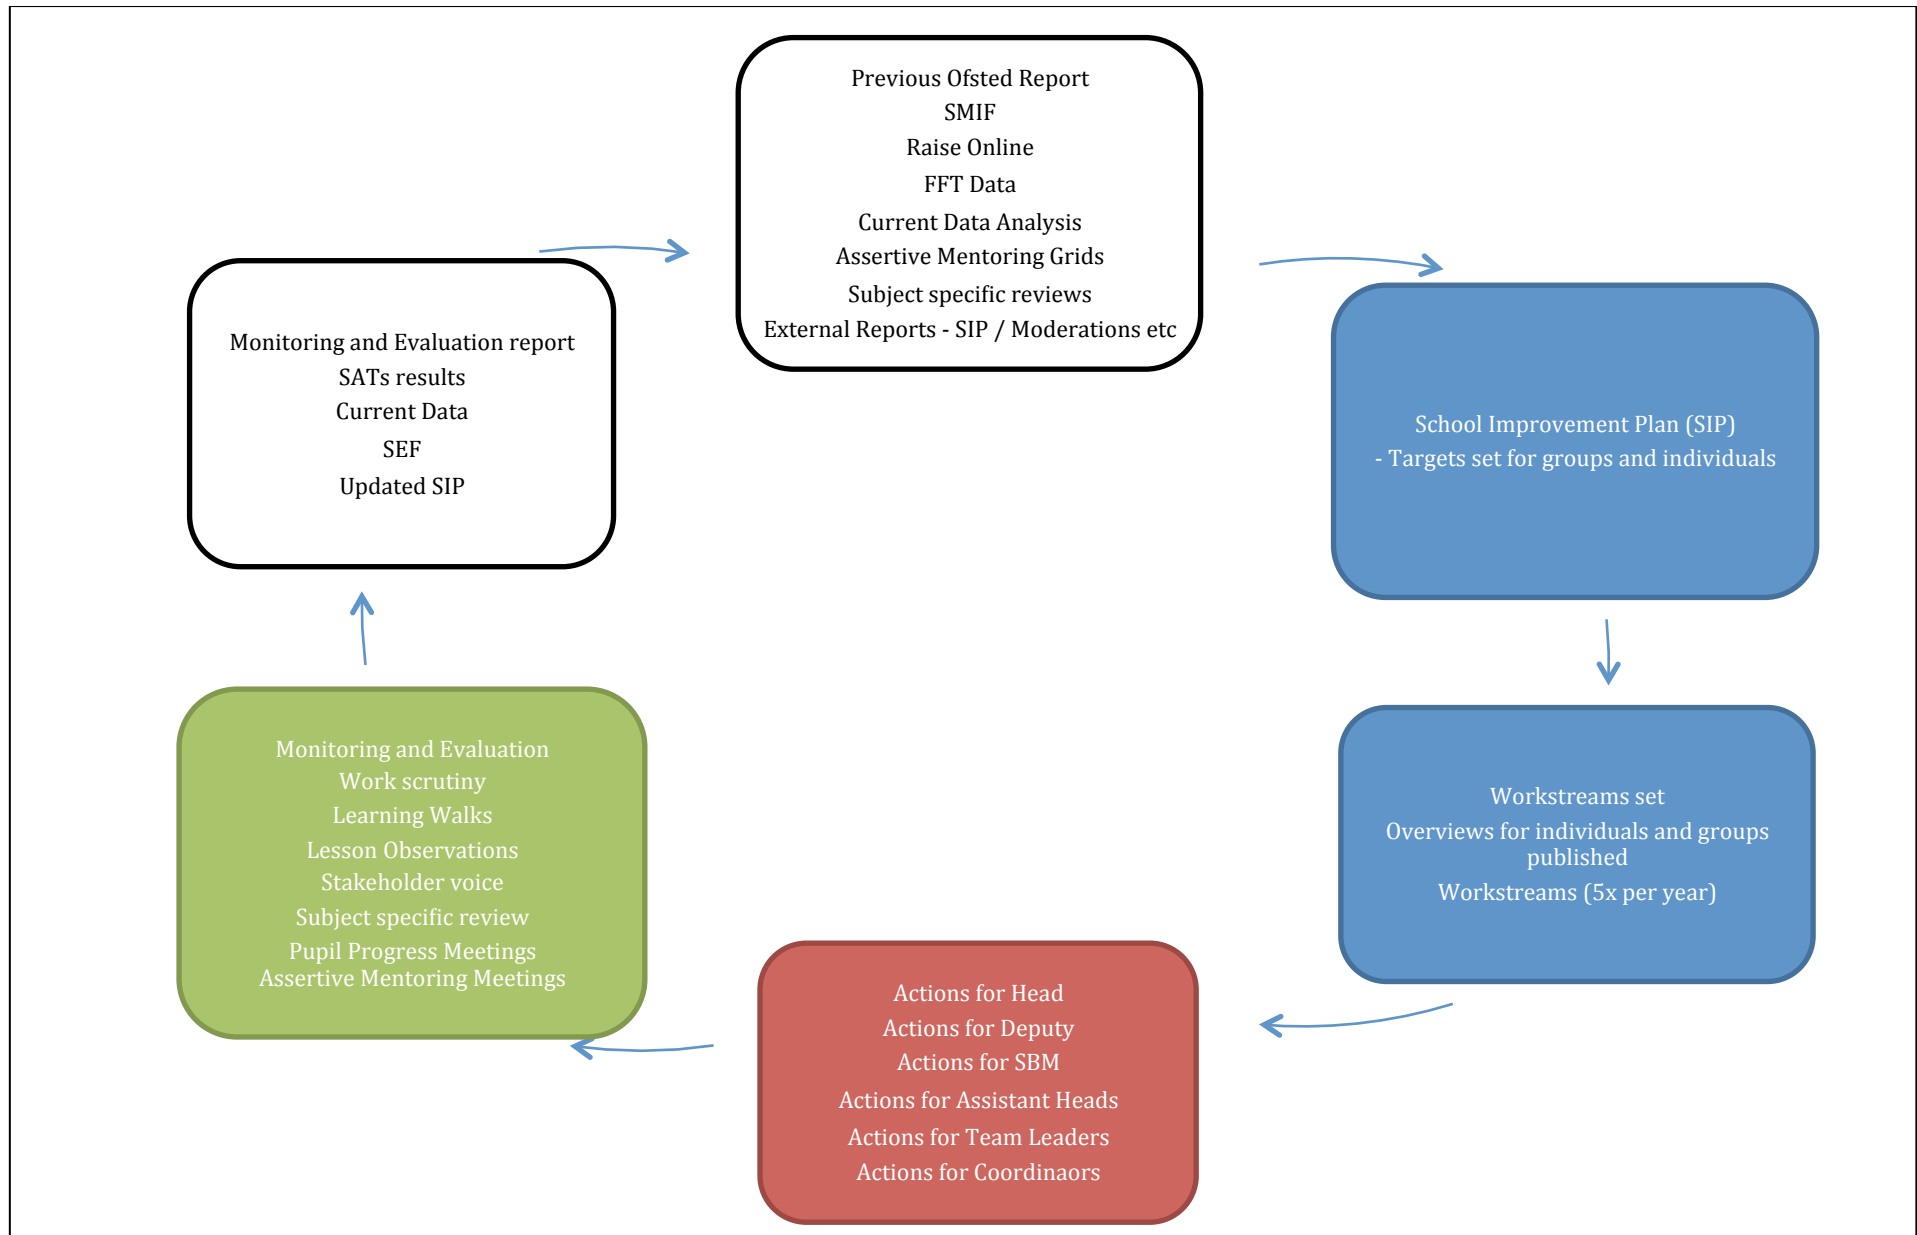 Previous Ofsted Report
SMIF
Raise Online
FFT Data
Current Data Analysis
Assertive Mentoring Grids
Subject specific reviews
External Reports - SIP / Moderations etc
School Improvement Plan (SIP)
- Targets set for groups and individuals
Workstreams set
Overviews for individuals and groups
published
Workstreams (5x per year)
Actions for Head
Actions for Deputy
Actions for SBM
Actions for Assistant Heads
Actions for Team Leaders
Actions for Coordinaors
Monitoring and Evaluation
Work scrutiny
Learning Walks
Lesson Observations
Stakeholder voice
Subject specific review
Pupil Progress Meetings
Assertive Mentoring Meetings
Monitoring and Evaluation report
SATs results
Current Data
SEF
Updated SIP